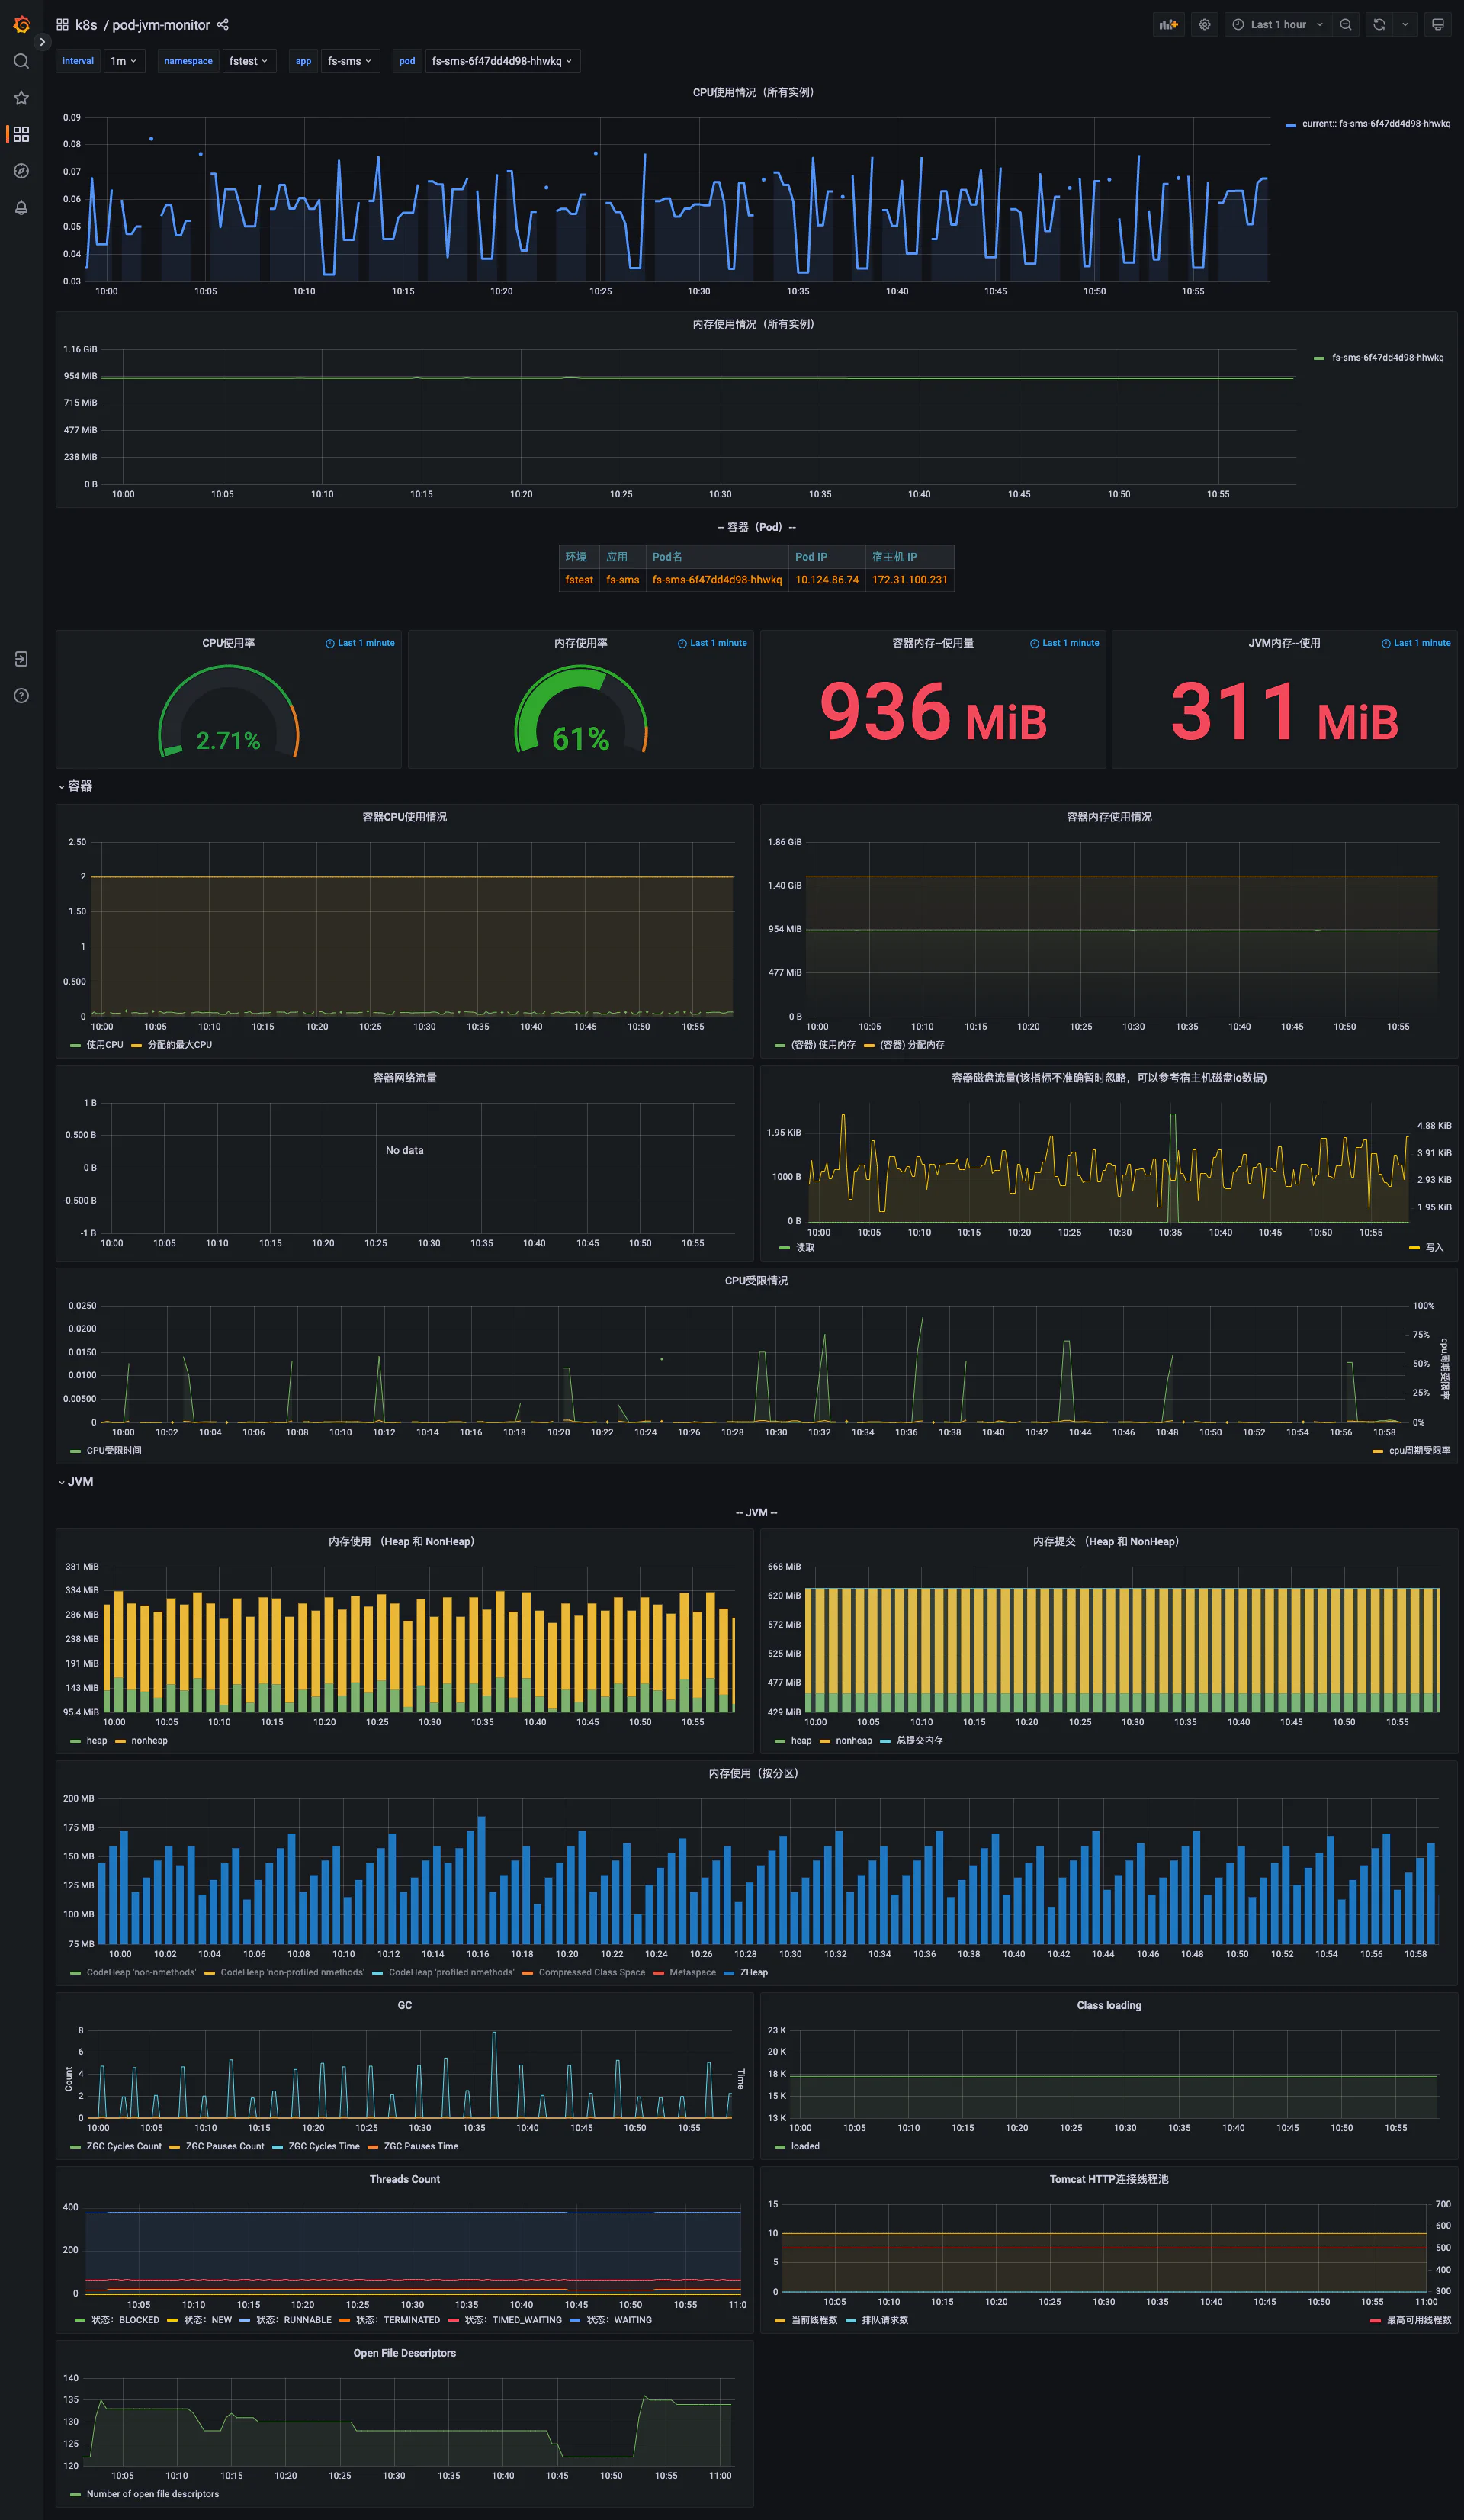 k8s / pod-jvm-monitor
Last 1 hour
interval 1m namespace fstest app fs-sms pod fs-sms-6f47dd4d98-hhwkq
CPU使用情况（所有实例）
0.09
0.08
0.07
0.06
0.05
0.04
0.03
10:00 10:05 10:10 10:15 10:20 10:25 10:30 10:35 10:40 10:45 10:50 10:55
current:: fs-sms-6f47dd4d98-hhwkq
内存使用情况（所有实例）
1.16 GiB
954 MiB
715 MiB
477 MiB
238 MiB
0 B
10:00 10:05 10:10 10:15 10:20 10:25 10:30 10:35 10:40 10:45 10:50 10:55
fs-sms-6f47dd4d98-hhwkq
-- 容器（Pod）--
环境 应用 Pod名 Pod IP 宿主机 IP
fstest fs-sms fs-sms-6f47dd4d98-hhwkq 10.124.86.74 172.31.100.231
CPU使用率 Last 1 minute
2.71%
内存使用率 Last 1 minute
61%
容器内存--使用量 Last 1 minute
936 MiB
JVM内存--使用 Last 1 minute
311 MiB
容器
容器CPU使用情况
2.50
2
1.50
1
0.500
0
10:00 10:05 10:10 10:15 10:20 10:25 10:30 10:35 10:40 10:45 10:50 10:55
使用CPU 分配的最大CPU
容器内存使用情况
1.86 GiB
1.40 GiB
954 MiB
477 MiB
0 B
10:00 10:05 10:10 10:15 10:20 10:25 10:30 10:35 10:40 10:45 10:50 10:55
(容器) 使用内存 (容器) 分配内存
容器网络流量
1 B
0.500 B
0 B
-0.500 B
-1 B
No data
10:00 10:05 10:10 10:15 10:20 10:25 10:30 10:35 10:40 10:45 10:50 10:55
容器磁盘流量(该指标不准确暂时忽略，可以参考宿主机磁盘io数据)
1.95 KiB
1000 B
0 B
4.88 KiB
3.91 KiB
2.93 KiB
1.95 KiB
10:00 10:05 10:10 10:15 10:20 10:25 10:30 10:35 10:40 10:45 10:50 10:55
读取 写入
CPU受限情况
0.0250
0.0200
0.0150
0.0100
0.00500
0
100%
75%
50%
25%
0%
cpu周期受限率
10:00 10:02 10:04 10:06 10:08 10:10 10:12 10:14 10:16 10:18 10:20 10:22 10:24 10:26 10:28 10:30 10:32 10:34 10:36 10:38 10:40 10:42 10:44 10:46 10:48 10:50 10:52 10:54 10:56 10:58
CPU受限时间 cpu周期受限率
JVM
-- JVM --
内存使用 （Heap 和 NonHeap）
381 MiB
334 MiB
286 MiB
238 MiB
191 MiB
143 MiB
95.4 MiB
10:00 10:05 10:10 10:15 10:20 10:25 10:30 10:35 10:40 10:45 10:50 10:55
heap nonheap
内存提交 （Heap 和 NonHeap）
668 MiB
620 MiB
572 MiB
525 MiB
477 MiB
429 MiB
10:00 10:05 10:10 10:15 10:20 10:25 10:30 10:35 10:40 10:45 10:50 10:55
heap nonheap 总提交内存
内存使用（按分区）
200 MB
175 MB
150 MB
125 MB
100 MB
75 MB
10:00 10:02 10:04 10:06 10:08 10:10 10:12 10:14 10:16 10:18 10:20 10:22 10:24 10:26 10:28 10:30 10:32 10:34 10:36 10:38 10:40 10:42 10:44 10:46 10:48 10:50 10:52 10:54 10:56 10:58
CodeHeap 'non-nmethods' CodeHeap 'non-profiled nmethods' CodeHeap 'profiled nmethods' Compressed Class Space Metaspace ZHeap
GC
8
6
4
2
0
Count
Time
10:00 10:05 10:10 10:15 10:20 10:25 10:30 10:35 10:40 10:45 10:50 10:55
ZGC Cycles Count ZGC Pauses Count ZGC Cycles Time ZGC Pauses Time
Class loading
23 K
20 K
18 K
15 K
13 K
10:00 10:05 10:10 10:15 10:20 10:25 10:30 10:35 10:40 10:45 10:50 10:55
loaded
Threads Count
400
200
0
10:05 10:10 10:15 10:20 10:25 10:30 10:35 10:40 10:45 10:50 10:55 11:0
状态：BLOCKED 状态：NEW 状态：RUNNABLE 状态：TERMINATED 状态：TIMED_WAITING 状态：WAITING
Tomcat HTTP连接线程池
15
10
5
0
700
600
500
400
300
10:05 10:10 10:15 10:20 10:25 10:30 10:35 10:40 10:45 10:50 10:55 11:00
当前线程数 排队请求数 最高可用线程数
Open File Descriptors
140
135
130
125
120
10:05 10:10 10:15 10:20 10:25 10:30 10:35 10:40 10:45 10:50 10:55 11:00
Number of open file descriptors